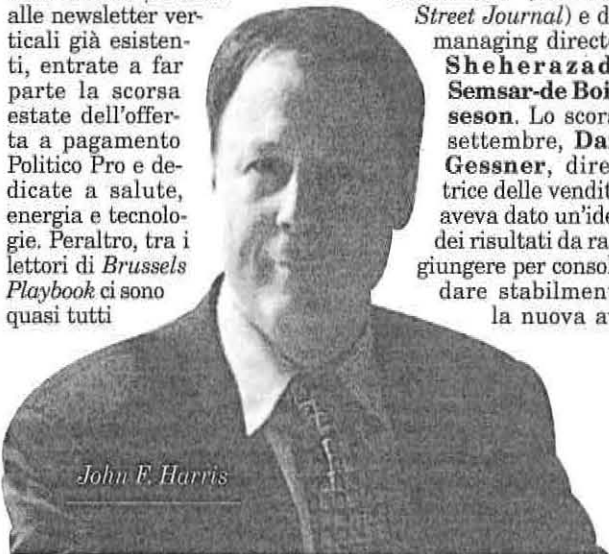 alle newsletter ver-
ticali già esisten-
ti, entrate a far
parte la scorsa
estate dell'offer-
ta a pagamento
Politico Pro e de-
dicate a salute,
energia e tecnolo-
gie. Peraltro, tra i
lettori di Brussels
Playbook ci sono
quasi tutti
Street Journal) e d
managing direct
Sheherazad
Semsar-de Boi
seson. Lo scor
settembre, Da
Gessner, dire
trice delle vendit
aveva dato un'ide
dei risultati da ra
giungere per consol
dare stabilment
la nuova a
John F. Harris